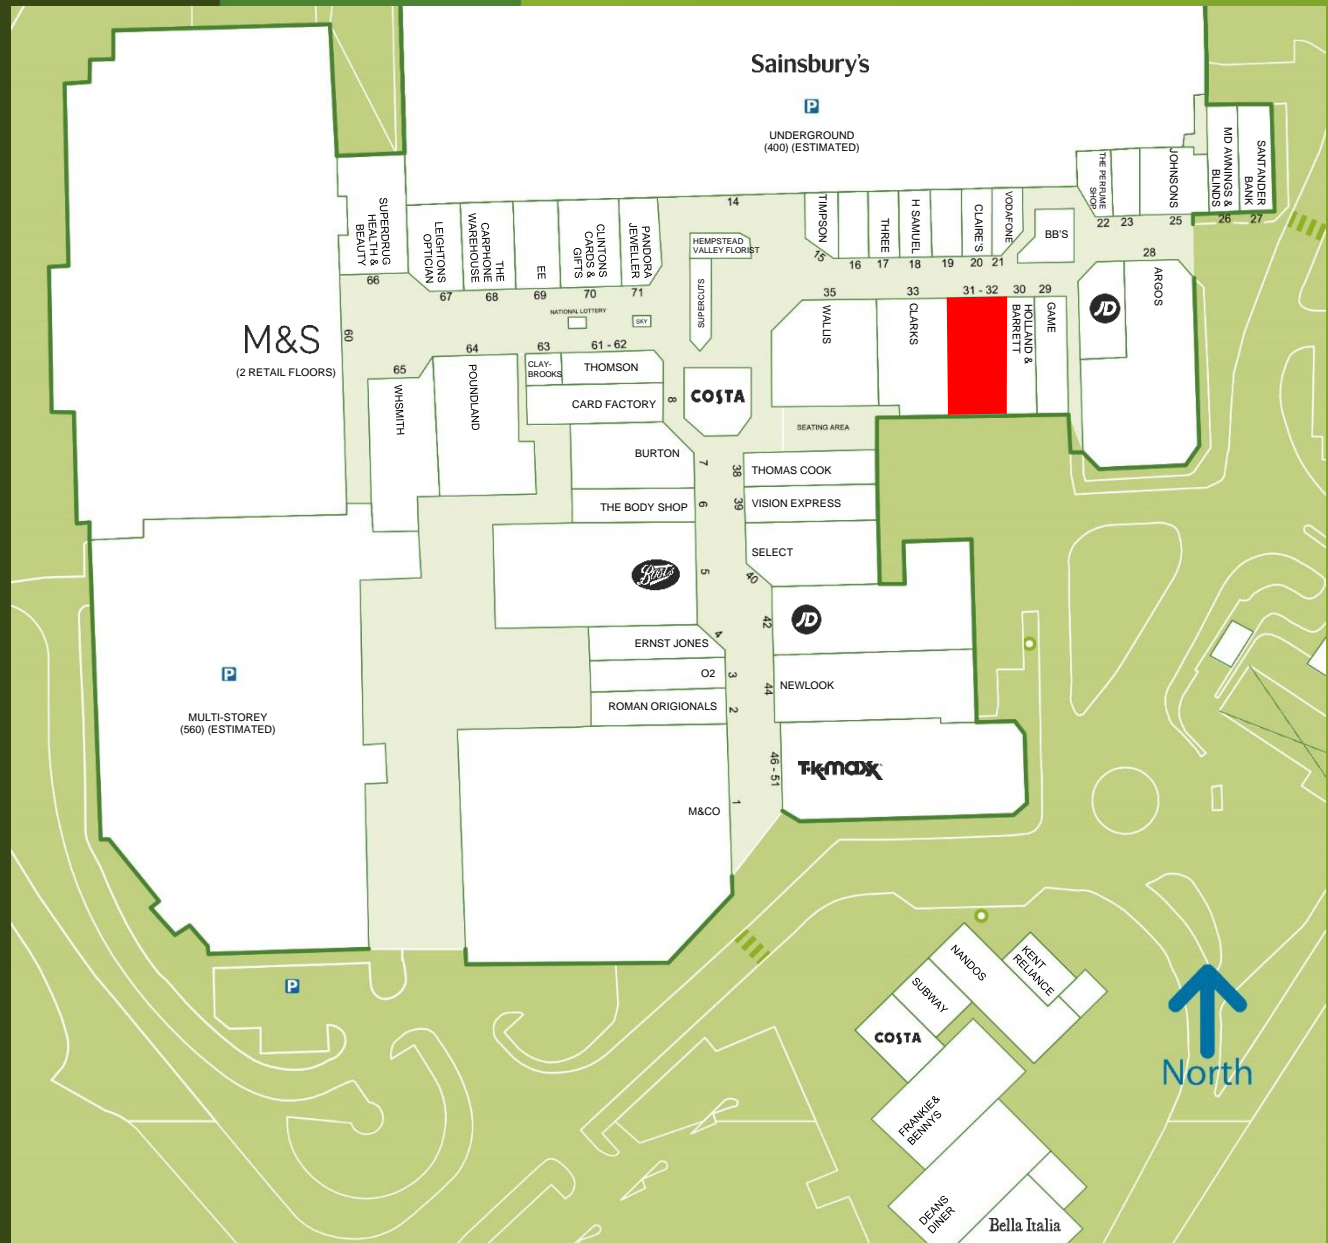 Sainsbury's
P
UNDERGROUND
(400) (ESTIMATED)
SUPERDRUG
HEALTH &
BEAUTY
66
LEIGHTONS
OPTICIAN
67
THE
CARPHONE
WAREHOUSE
68
EE
69
CLINTONS
CARDS &
GIFTS
70
PANDORA
JEWELLER
71
14
HEMPSTEAD
VALLEY FLORIST
SUPERCUTS
TIMPSON
15
16
THREE
17
H SAMUEL
18
19
CLAIRE'S
20
VODAFONE
21
BB'S
THE PERFUME
SHOP
22
23
JOHNSONS
25
MD AWNINGS &
BLINDS
26
SANTANDER
BANK
27
28
JD
ARGOS
NATIONAL LOTTERY
SKY
M&S
(2 RETAIL FLOORS)
60
65
WHSMITH
64
POUNDLAND
63
CLAY-
BROOKS
61 - 62
THOMSON
CARD FACTORY
8
COSTA
35
WALLIS
33
CLARKS
31 - 32
30
HOLLAND &
BARRETT
29
GAME
SEATING AREA
BURTON
7
THE BODY SHOP
6
Boots
5
ERNST JONES
4
O2
3
ROMAN ORIGIONALS
2
M&CO
1
38
THOMAS COOK
39
VISION EXPRESS
SELECT
40
42
JD
44
NEWLOOK
46 - 51
T.K.maxx
P
MULTI-STOREY
(560) (ESTIMATED)
P
NANDOS
KENT
RELIANCE
SUBWAY
COSTA
FRANKIE&
BENNYS
DEANS
DINER
Bella Italia
North